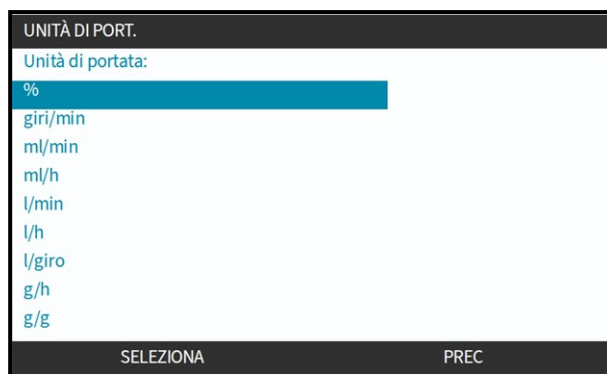 UNITÀ DI PORT.
Unità di portata:
%
giri/min
ml/min
ml/h
l/min
l/h
l/giro
g/h
g/g
SELEZIONA PREC